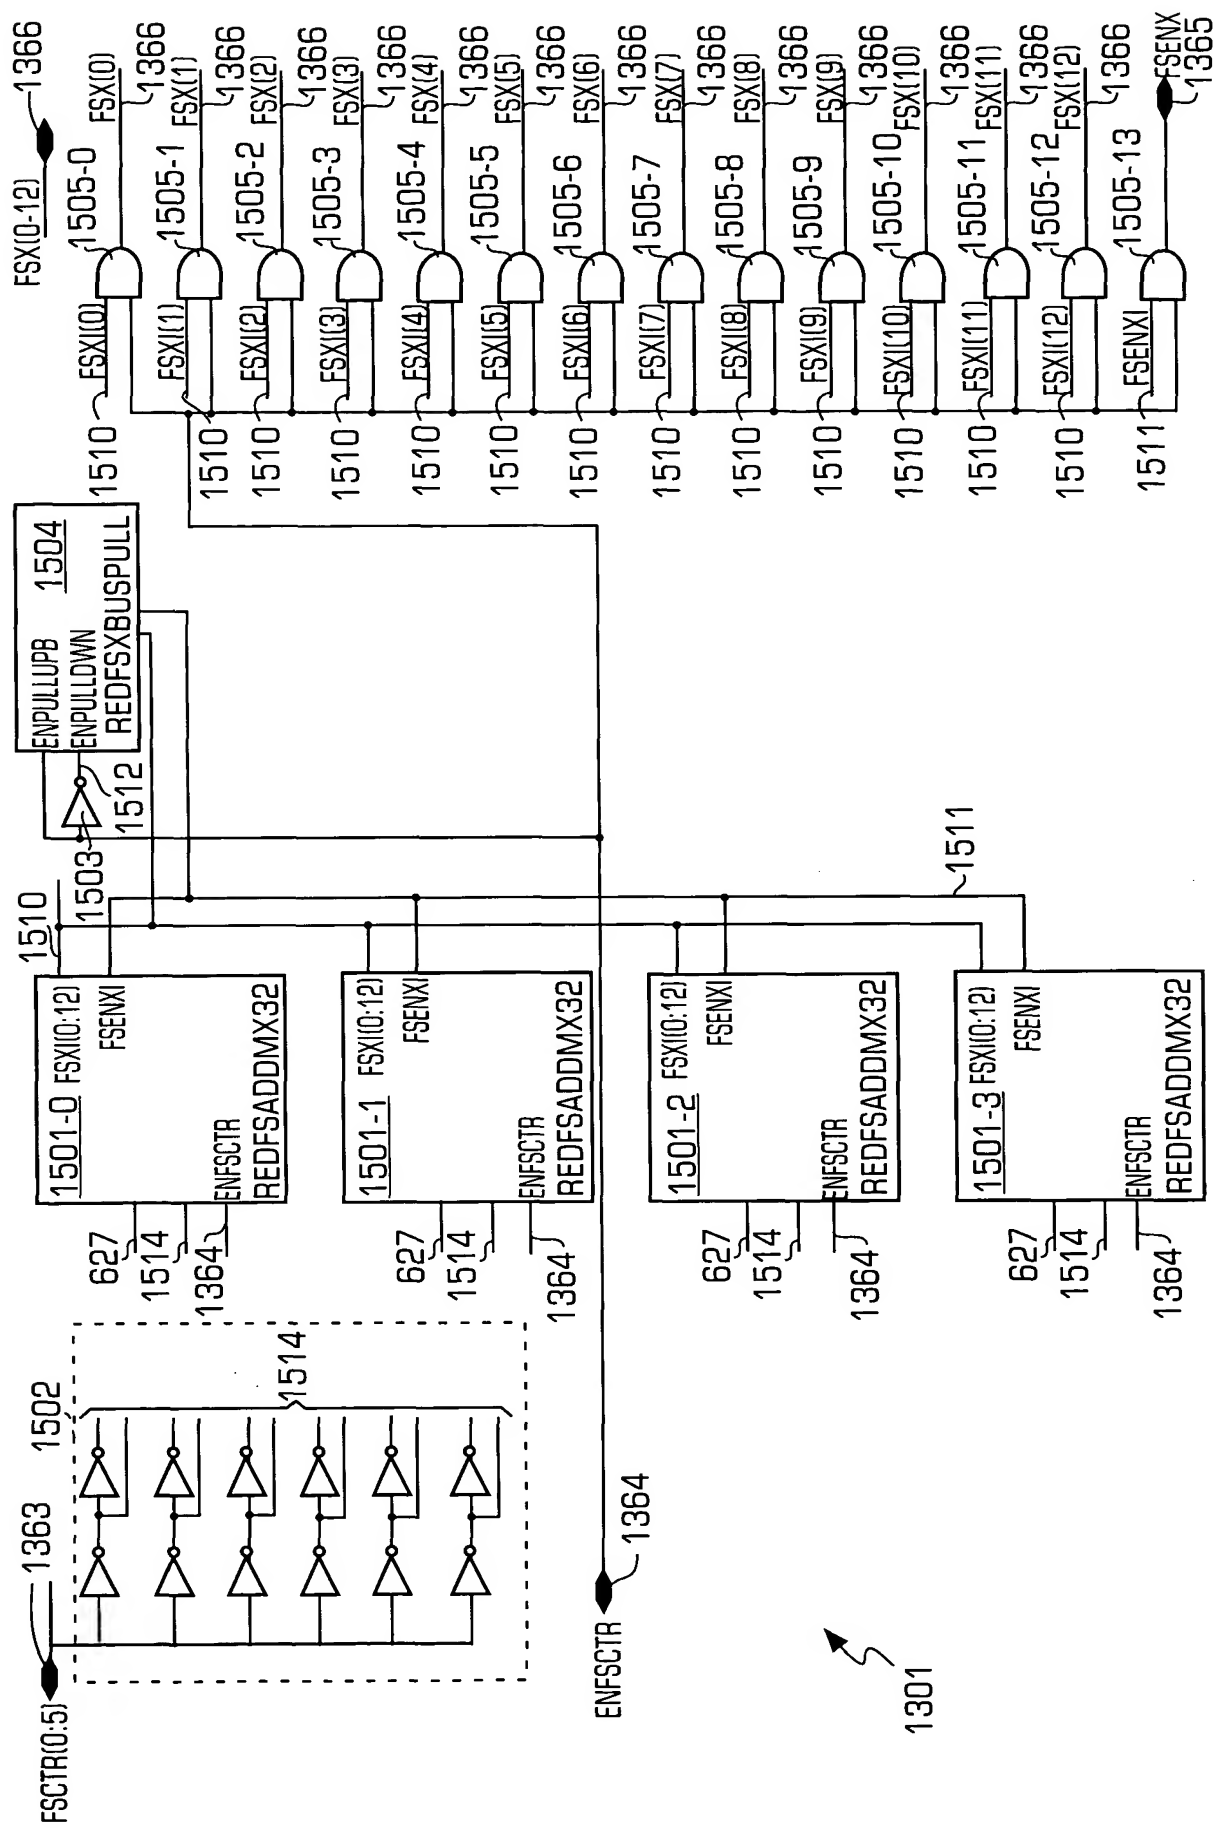 FSCTR(0:5)
1363
1502
1514
ENFSCTR
1364
1301
1510
1501-0
FSXI(0:12)
FSENXI
ENFSCTR
REDFSADDMX32
627
1514
1364
1501-1
FSXI(0:12)
FSENXI
ENFSCTR
REDFSADDMX32
627
1514
1364
1501-2
FSXI(0:12)
FSENXI
ENFSCTR
REDFSADDMX32
627
1514
1364
1501-3
FSXI(0:12)
FSENXI
ENFSCTR
REDFSADDMX32
627
1514
1364
1511
1503
1512
ENPULLUPB
ENPULLDWN
1504
REDFSXBUSPULL
FSX(0-12)
1366
1510
FSXI(0)
1505-0
FSX(0)
1366
1510
FSXI(1)
1505-1
FSX(1)
1366
1510
FSXI(2)
1505-2
FSX(2)
1366
1510
FSXI(3)
1505-3
FSX(3)
1366
1510
FSXI(4)
1505-4
FSX(4)
1366
1510
FSXI(5)
1505-5
FSX(5)
1366
1510
FSXI(6)
1505-6
FSX(6)
1366
1510
FSXI(7)
1505-7
FSX(7)
1366
1510
FSXI(8)
1505-8
FSX(8)
1366
1510
FSXI(9)
1505-9
FSX(9)
1366
1510
FSXI(10)
1505-10
FSX(10)
1366
1510
FSXI(11)
1505-11
FSX(11)
1366
1510
FSXI(12)
1505-12
FSX(12)
1366
1511
FSENXI
1505-13
FSENX
1365